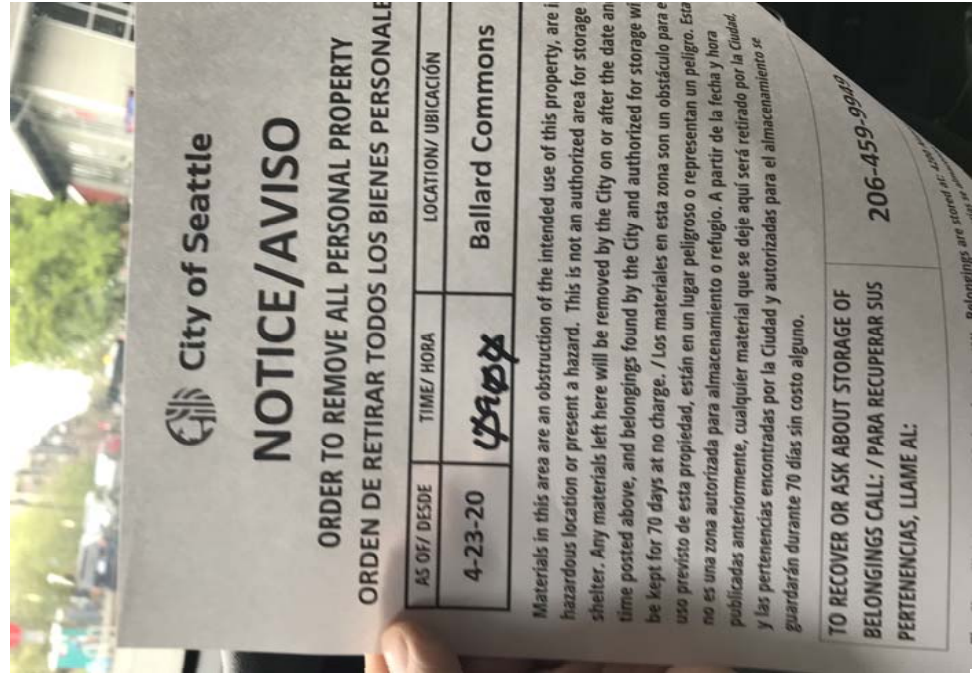 City of Seattle
NOTICE/AVISO
ORDER TO REMOVE ALL PERSONAL PROPERTY
ORDEN DE RETIRAR TODOS LOS BIENES PERSONALE
AS OF/ DESDE TIME/ HORA LOCATION/ UBICACIÓN
4-23-20 Ballard Commons
Materials in this area are an obstruction of the intended use of this property, are i
hazardous location or present a hazard. This is not an authorized area for storage
shelter. Any materials left here will be removed by the City on or after the date an
time posted above, and belongings found by the City and authorized for storage wi
be kept for 70 days at no charge. / Los materiales en esta zona son un obstáculo para e
uso previsto de esta propiedad, están en un lugar peligroso o representan un peligro. Esta
no es una zona autorizada para almacenamiento o refugio. A partir de la fecha y hora
publicadas anteriormente, cualquier material que se deje aquí será retirado por la Ciudad,
y las pertenencias encontradas por la Ciudad y autorizadas para el almacenamiento se
guardarán durante 70 días sin costo alguno.
TO RECOVER OR ASK ABOUT STORAGE OF
BELONGINGS CALL: / PARA RECUPERAR SUS
PERTENENCIAS, LLAME AL:
206-459-9949
Belongings are stored at: